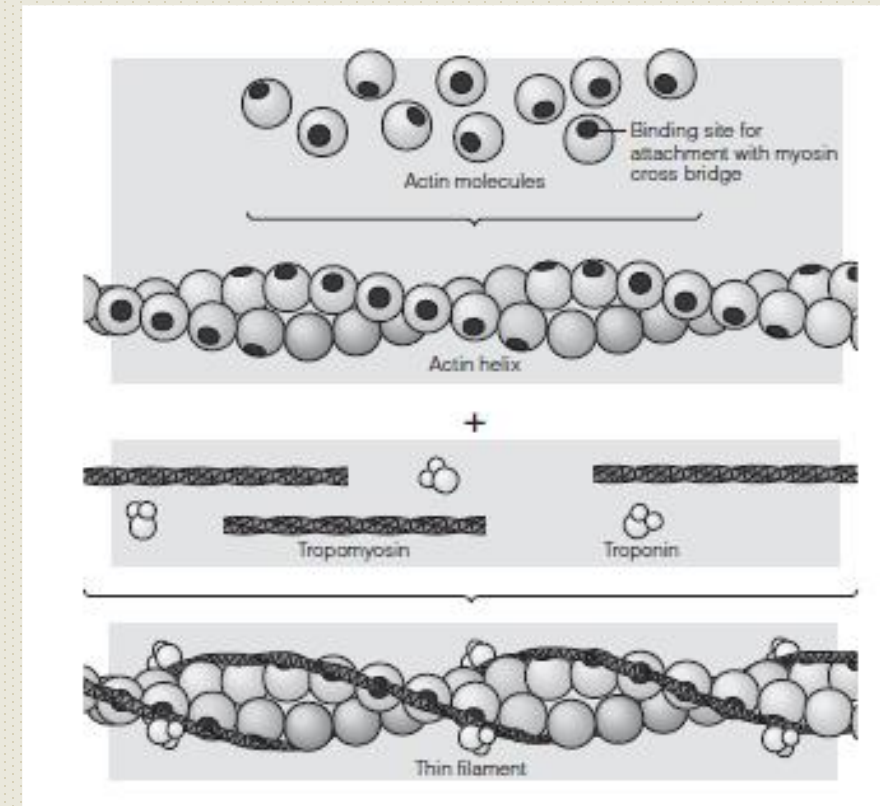 Binding site for
attachment with myosin
cross bridge
Actin molecules
Actin helix
+
Tropomyosin
Troponin
Thin filament